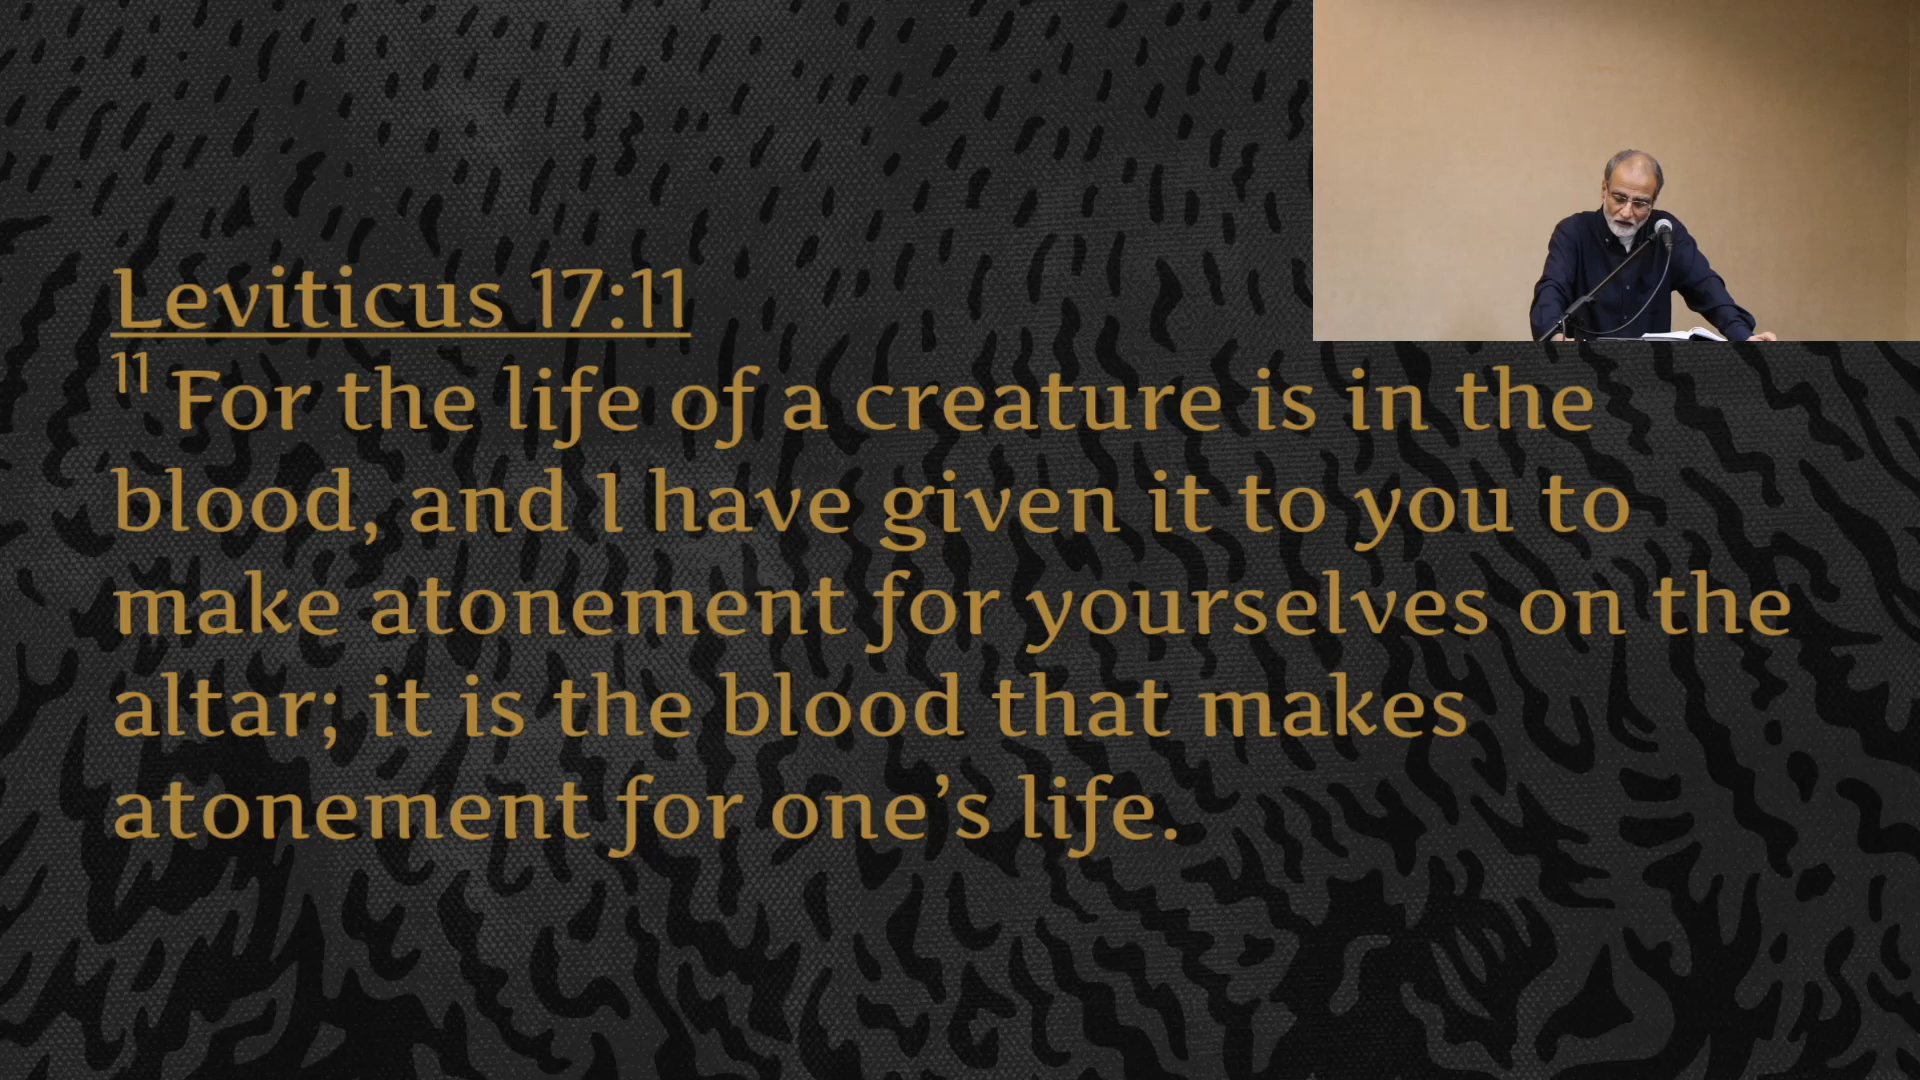 Leviticus 17:11
11 For the life of a creature is in the
blood, and I have given it to you to
make atonement for yourselves on the
altar; it is the blood that makes
atonement for one’s life.